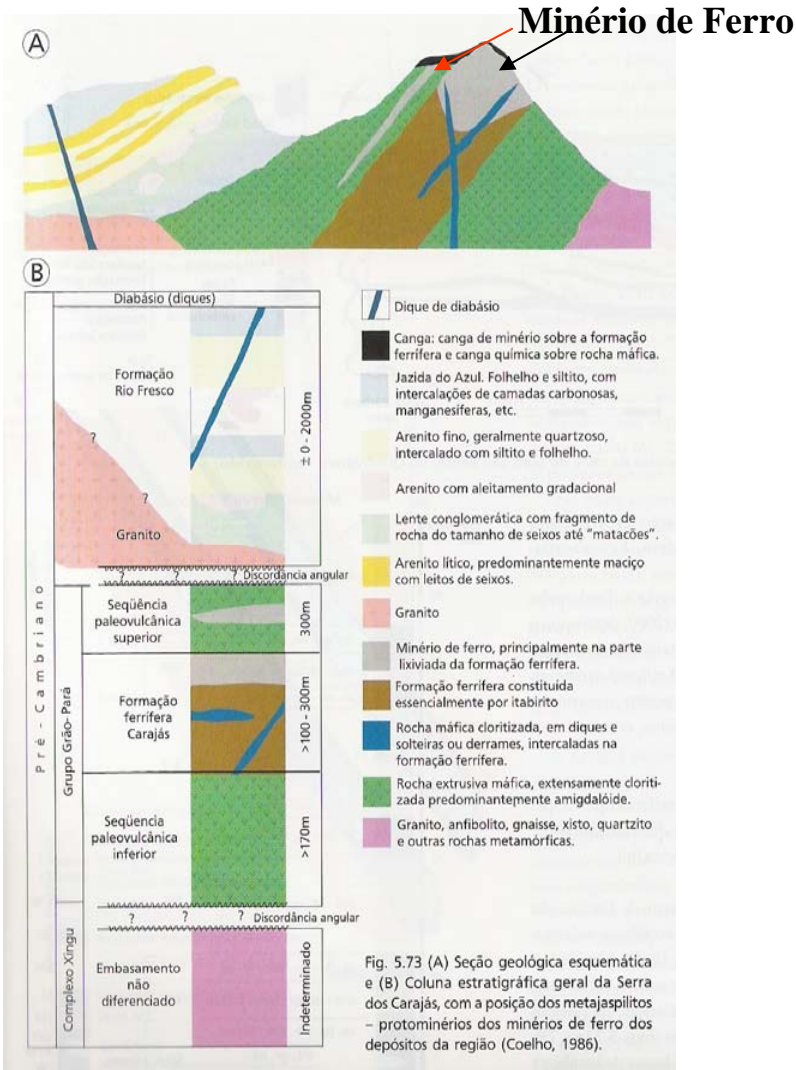 Minério de Ferro
A
B
Diabásio (diques)
Formação
Rio Fresco
?
?
Granito
± 0 - 2000m
? ? ? Discordância angular
Pré - Cambriano
Grupo Grão- Pará
Seqüência
paleovulcânica
superior
300m
Formação
ferrífera
Carajás
>100 - 300m
Seqüencia
paleovulcânica
inferior
>170m
? ? ? Discordância angular
Complexo Xingu
Embasamento
não
diferenciado
Indeterminado
Dique de diabásio
Canga: canga de minério sobre a formação
ferrífera e canga química sobre rocha máfica.
Jazida do Azul. Folhelho e siltito, com
intercalações de camadas carbonosas,
manganesíferas, etc.
Arenito fino, geralmente quartzoso,
intercalado com siltito e folhelho.
Arenito com aleitamento gradacional
Lente conglomerática com fragmento de
rocha do tamanho de seixos até “matacões”.
Arenito lítico, predominantemente maciço
com leitos de seixos.
Granito
Minério de ferro, principalmente na parte
lixiviada da formação ferrífera.
Formação ferrífera constituída
essencialmente por itabirito
Rocha máfica cloritizada, em diques e
solteiras ou derrames, intercaladas na
formação ferrífera.
Rocha extrusiva máfica, extensamente cloriti-
zada predominantemente amigdalóide.
Granito, anfibolito, gnaisse, xisto, quartzito
e outras rochas metamórficas.
Fig. 5.73 (A) Seção geológica esquemática
e (B) Coluna estratigráfica geral da Serra
dos Carajás, com a posição dos metajaspilitos
– protominérios dos minérios de ferro dos
depósitos da região (Coelho, 1986).